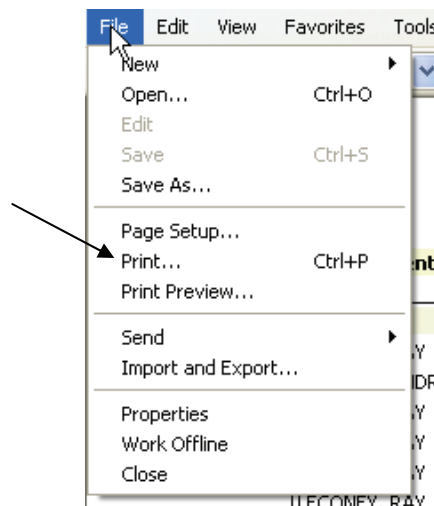 File Edit View Favorites Tools
New
Open... Ctrl+O
Edit
Save Ctrl+S
Save As...
Page Setup...
Print... Ctrl+P
Print Preview...
Send
Import and Export...
Properties
Work Offline
Close
RAY